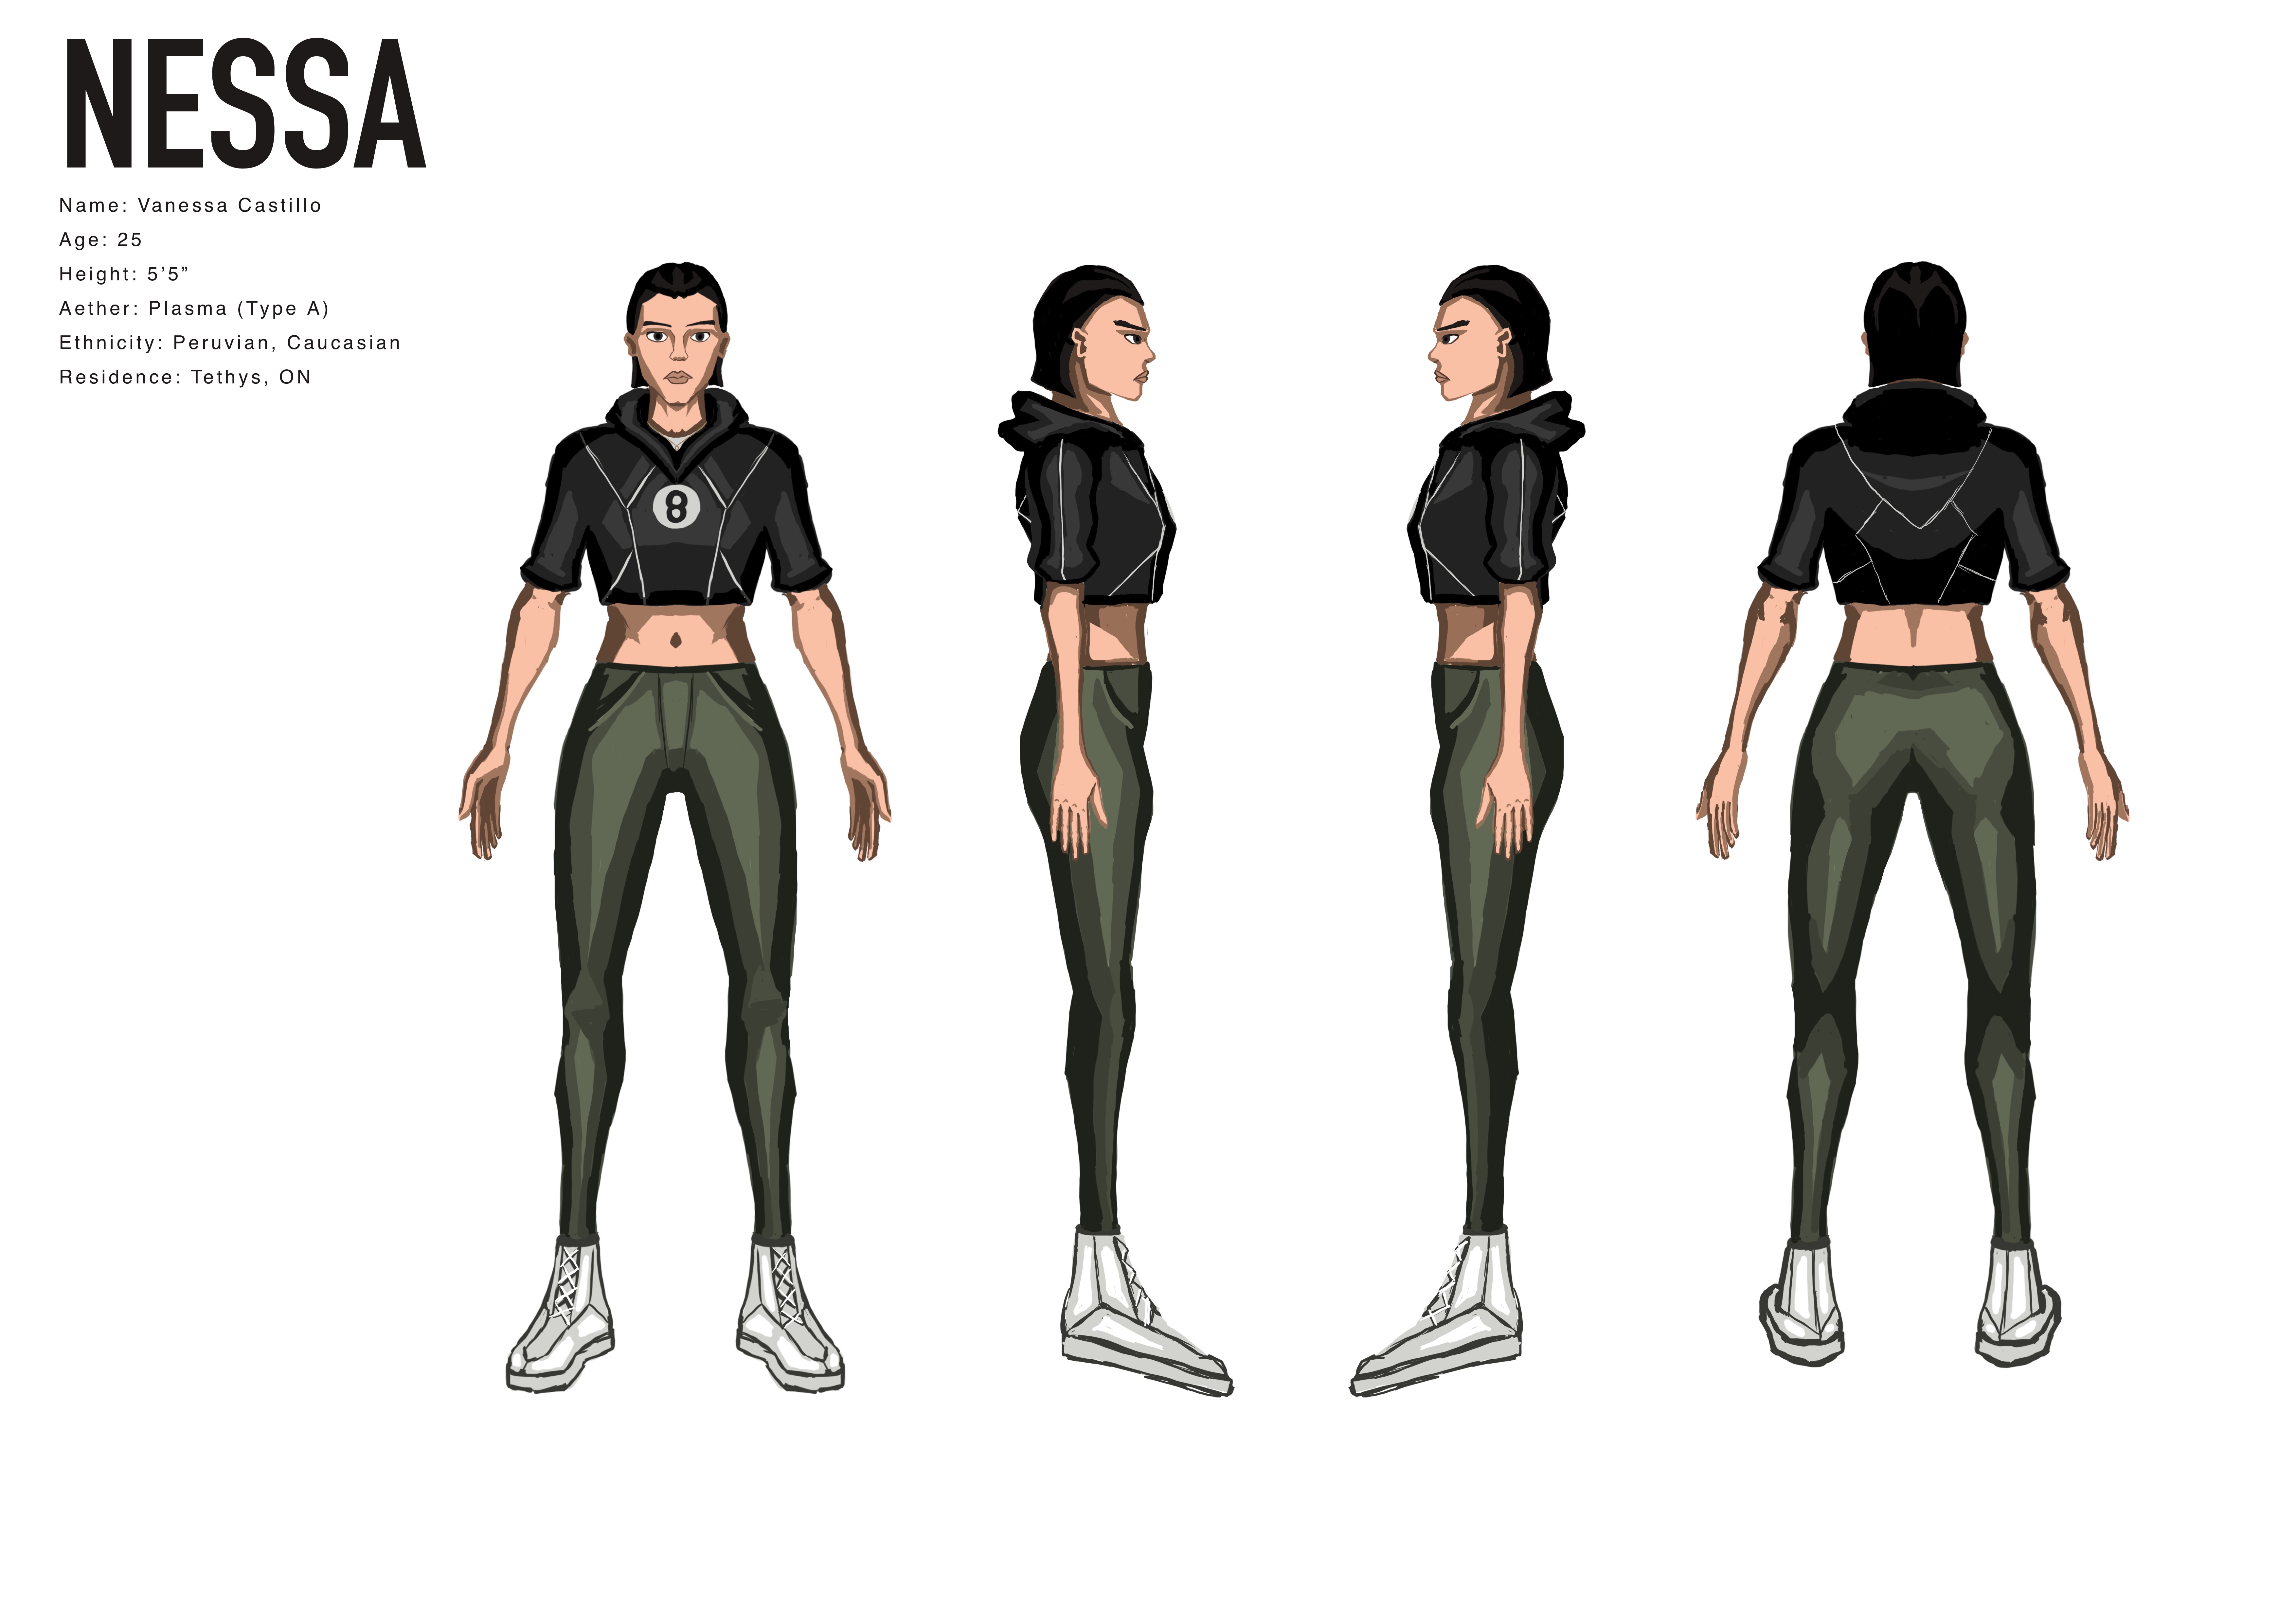 NESSA
Name: Vanessa Castillo
Age: 25
Height: 5’5”
Aether: Plasma (Type A)
Ethnicity: Peruvian, Caucasian
Residence: Tethys, ON
8